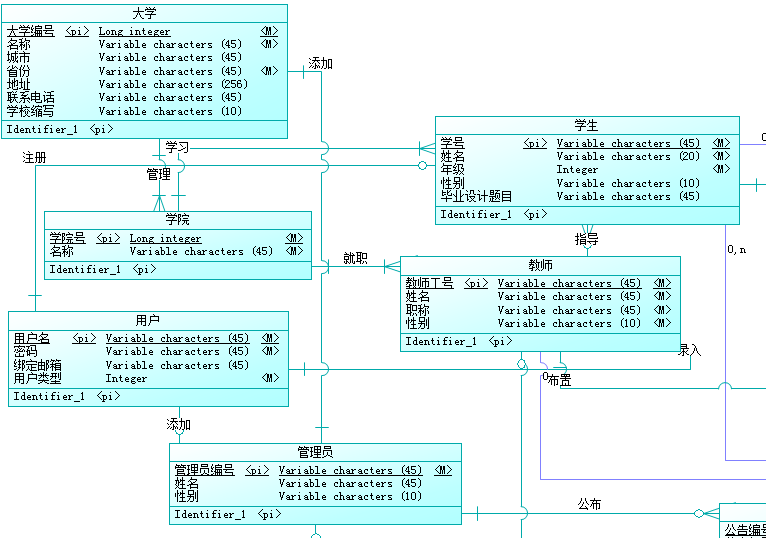 大学
大学编号 <pi> Long integer <M>
名称 Variable characters (45) <M>
城市 Variable characters (45)
省份 Variable characters (45) <M>
地址 Variable characters (256)
联系电话 Variable characters (45)
学校缩写 Variable characters (10)
Identifier_1 <pi>
添加
学习
注册
管理
学生
学号 <pi> Variable characters (45) <M>
姓名 Variable characters (20) <M>
年级 Integer <M>
性别 Variable characters (10)
毕业设计题目 Variable characters (45)
Identifier_1 <pi>
学院
学院号 <pi> Long integer <M>
名称 Variable characters (45) <M>
Identifier_1 <pi>
就职
指导
0,n
教师
教师工号 <pi> Variable characters (45) <M>
姓名 Variable characters (45) <M>
职称 Variable characters (45) <M>
性别 Variable characters (10) <M>
Identifier_1 <pi>
录入
布置
用户
用户名 <pi> Variable characters (45) <M>
密码 Variable characters (45) <M>
绑定邮箱 Variable characters (45)
用户类型 Integer <M>
Identifier_1 <pi>
添加
管理员
管理员编号 <pi> Variable characters (45) <M>
姓名 Variable characters (45)
性别 Variable characters (10)
Identifier_1 <pi>
公布
公告编号